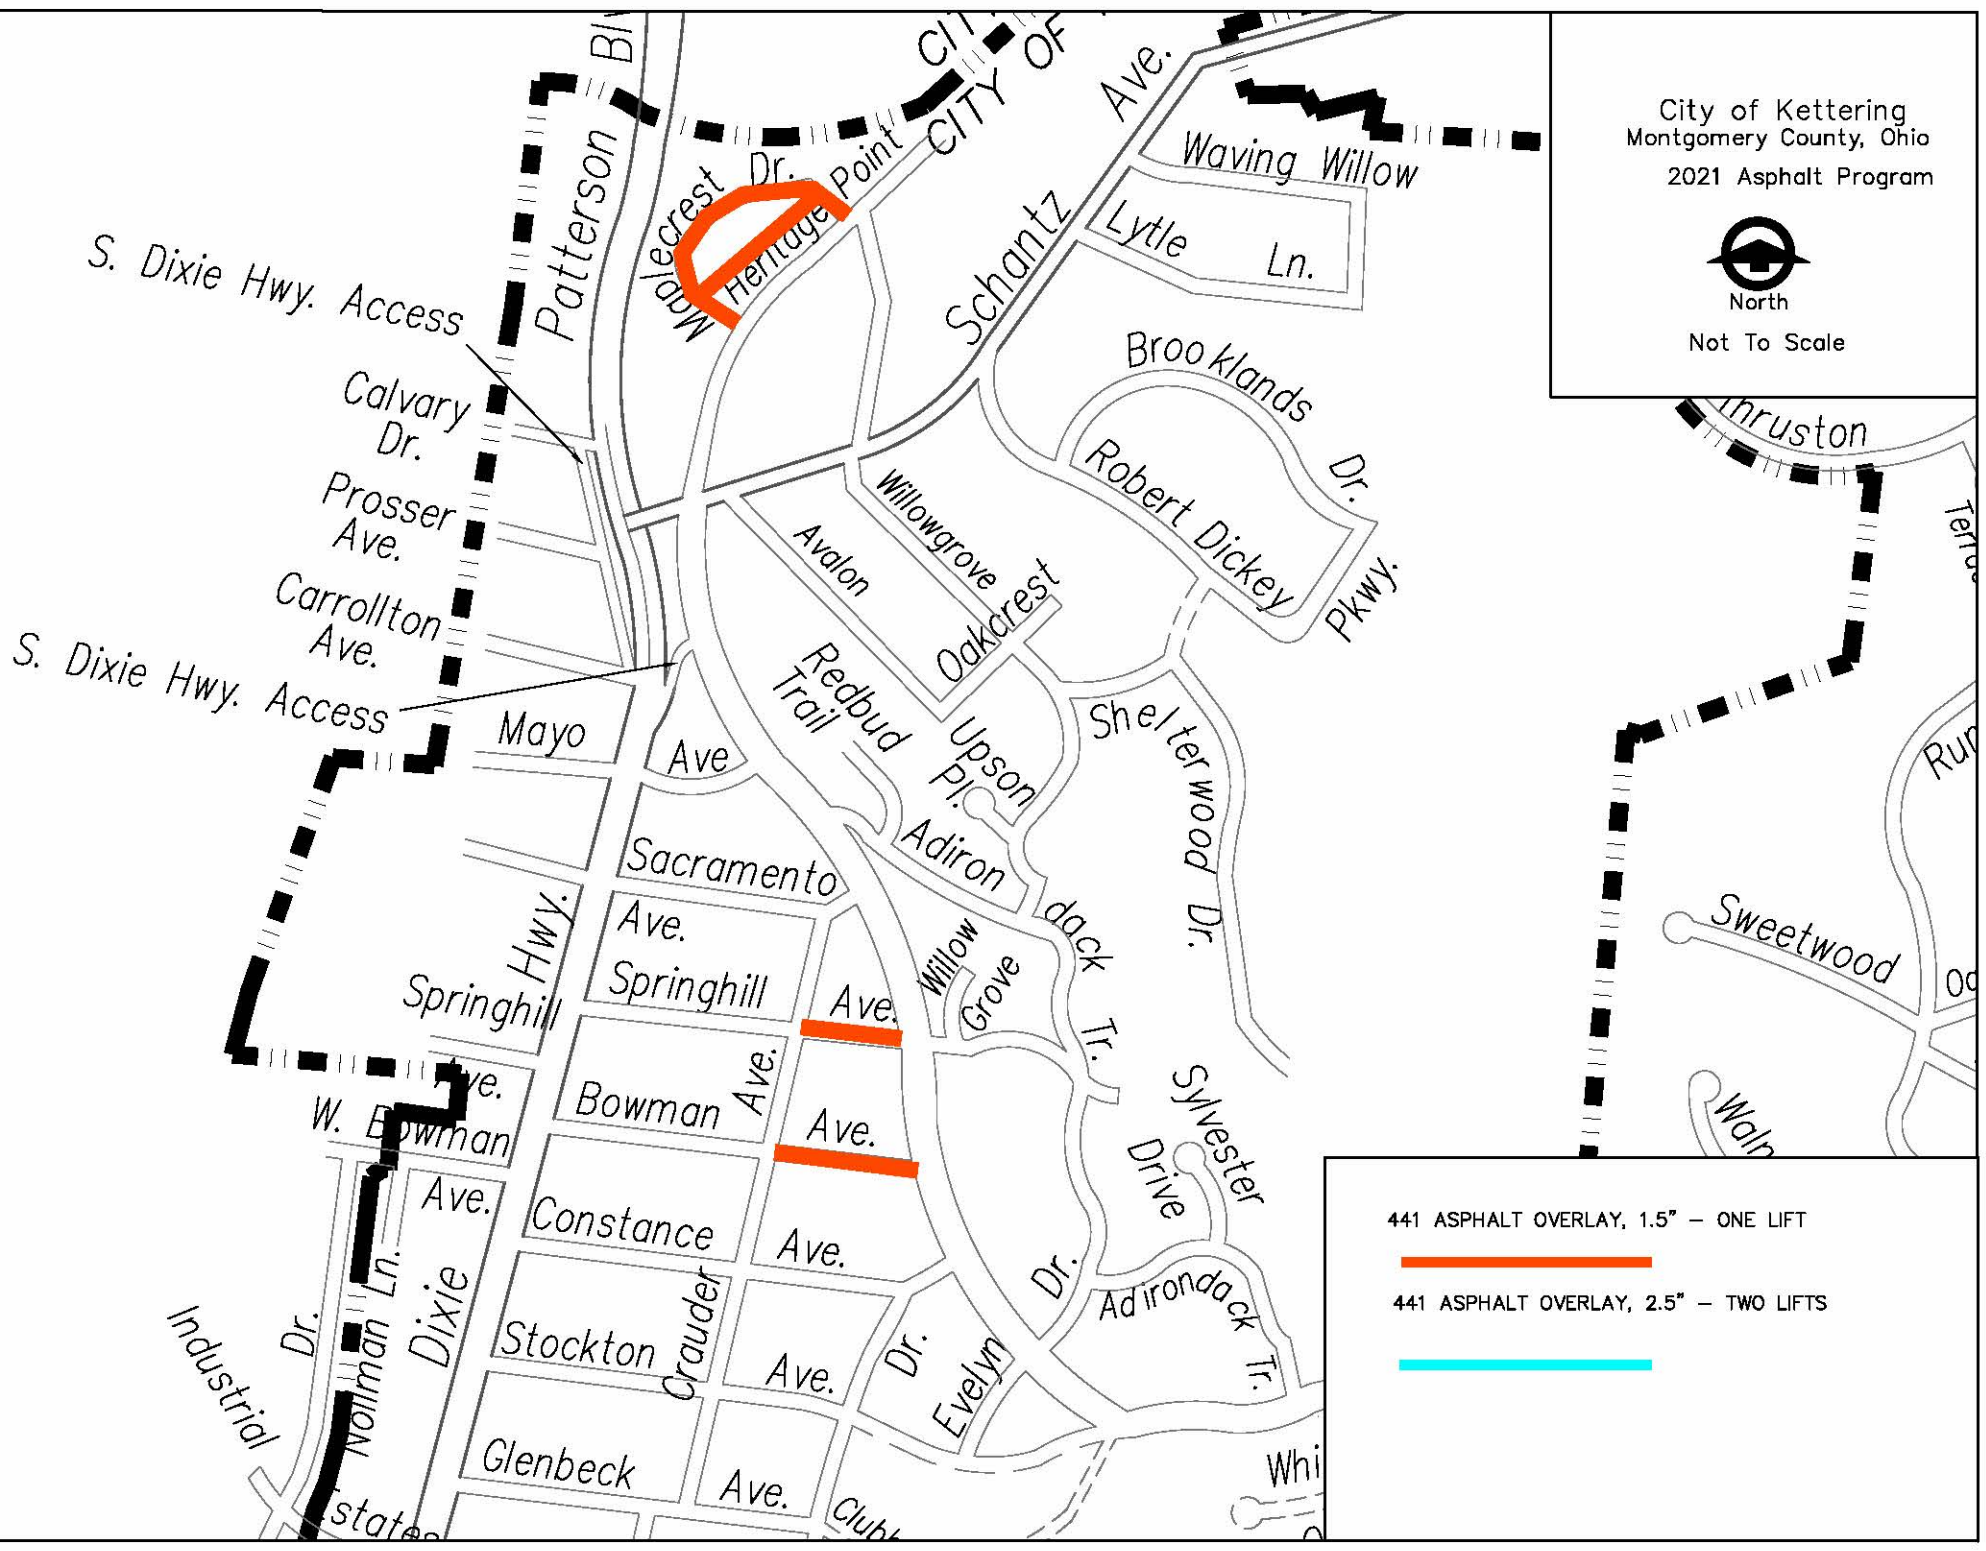 City of Kettering
Montgomery County, Ohio
2021 Asphalt Program
North
Not To Scale
CITY OF
CITY
Patterson
Maplecrest Dr.
Heritage Point
Schantz Ave.
Waving Willow
Lytle Ln.
Brooklands Dr.
Robert Dickey Pkwy.
S. Dixie Hwy. Access
Calvary
Dr.
Prosser
Ave.
Carrollton
Ave.
S. Dixie Hwy. Access
Willowgrove
Avalon
Oakcrest
Redbud
Trail
Upson
Pl.
Shelterwood Dr.
Mayo Ave
Adirondack Tr.
Sacramento
Ave.
Willow
Grove
Springhill
Ave.
Springhill Ave.
Sweetwood
W. Bowman
Ave.
Bowman Ave.
Crauder Ave.
Sylvester
Drive
Constance Ave.
Dr.
Adirondack Tr.
Industrial Dr.
Nollman Ln.
Dixie Hwy.
Stockton Ave.
Dr.
Evelyn
Glenbeck Ave.
441 ASPHALT OVERLAY, 1.5" – ONE LIFT
441 ASPHALT OVERLAY, 2.5" – TWO LIFTS